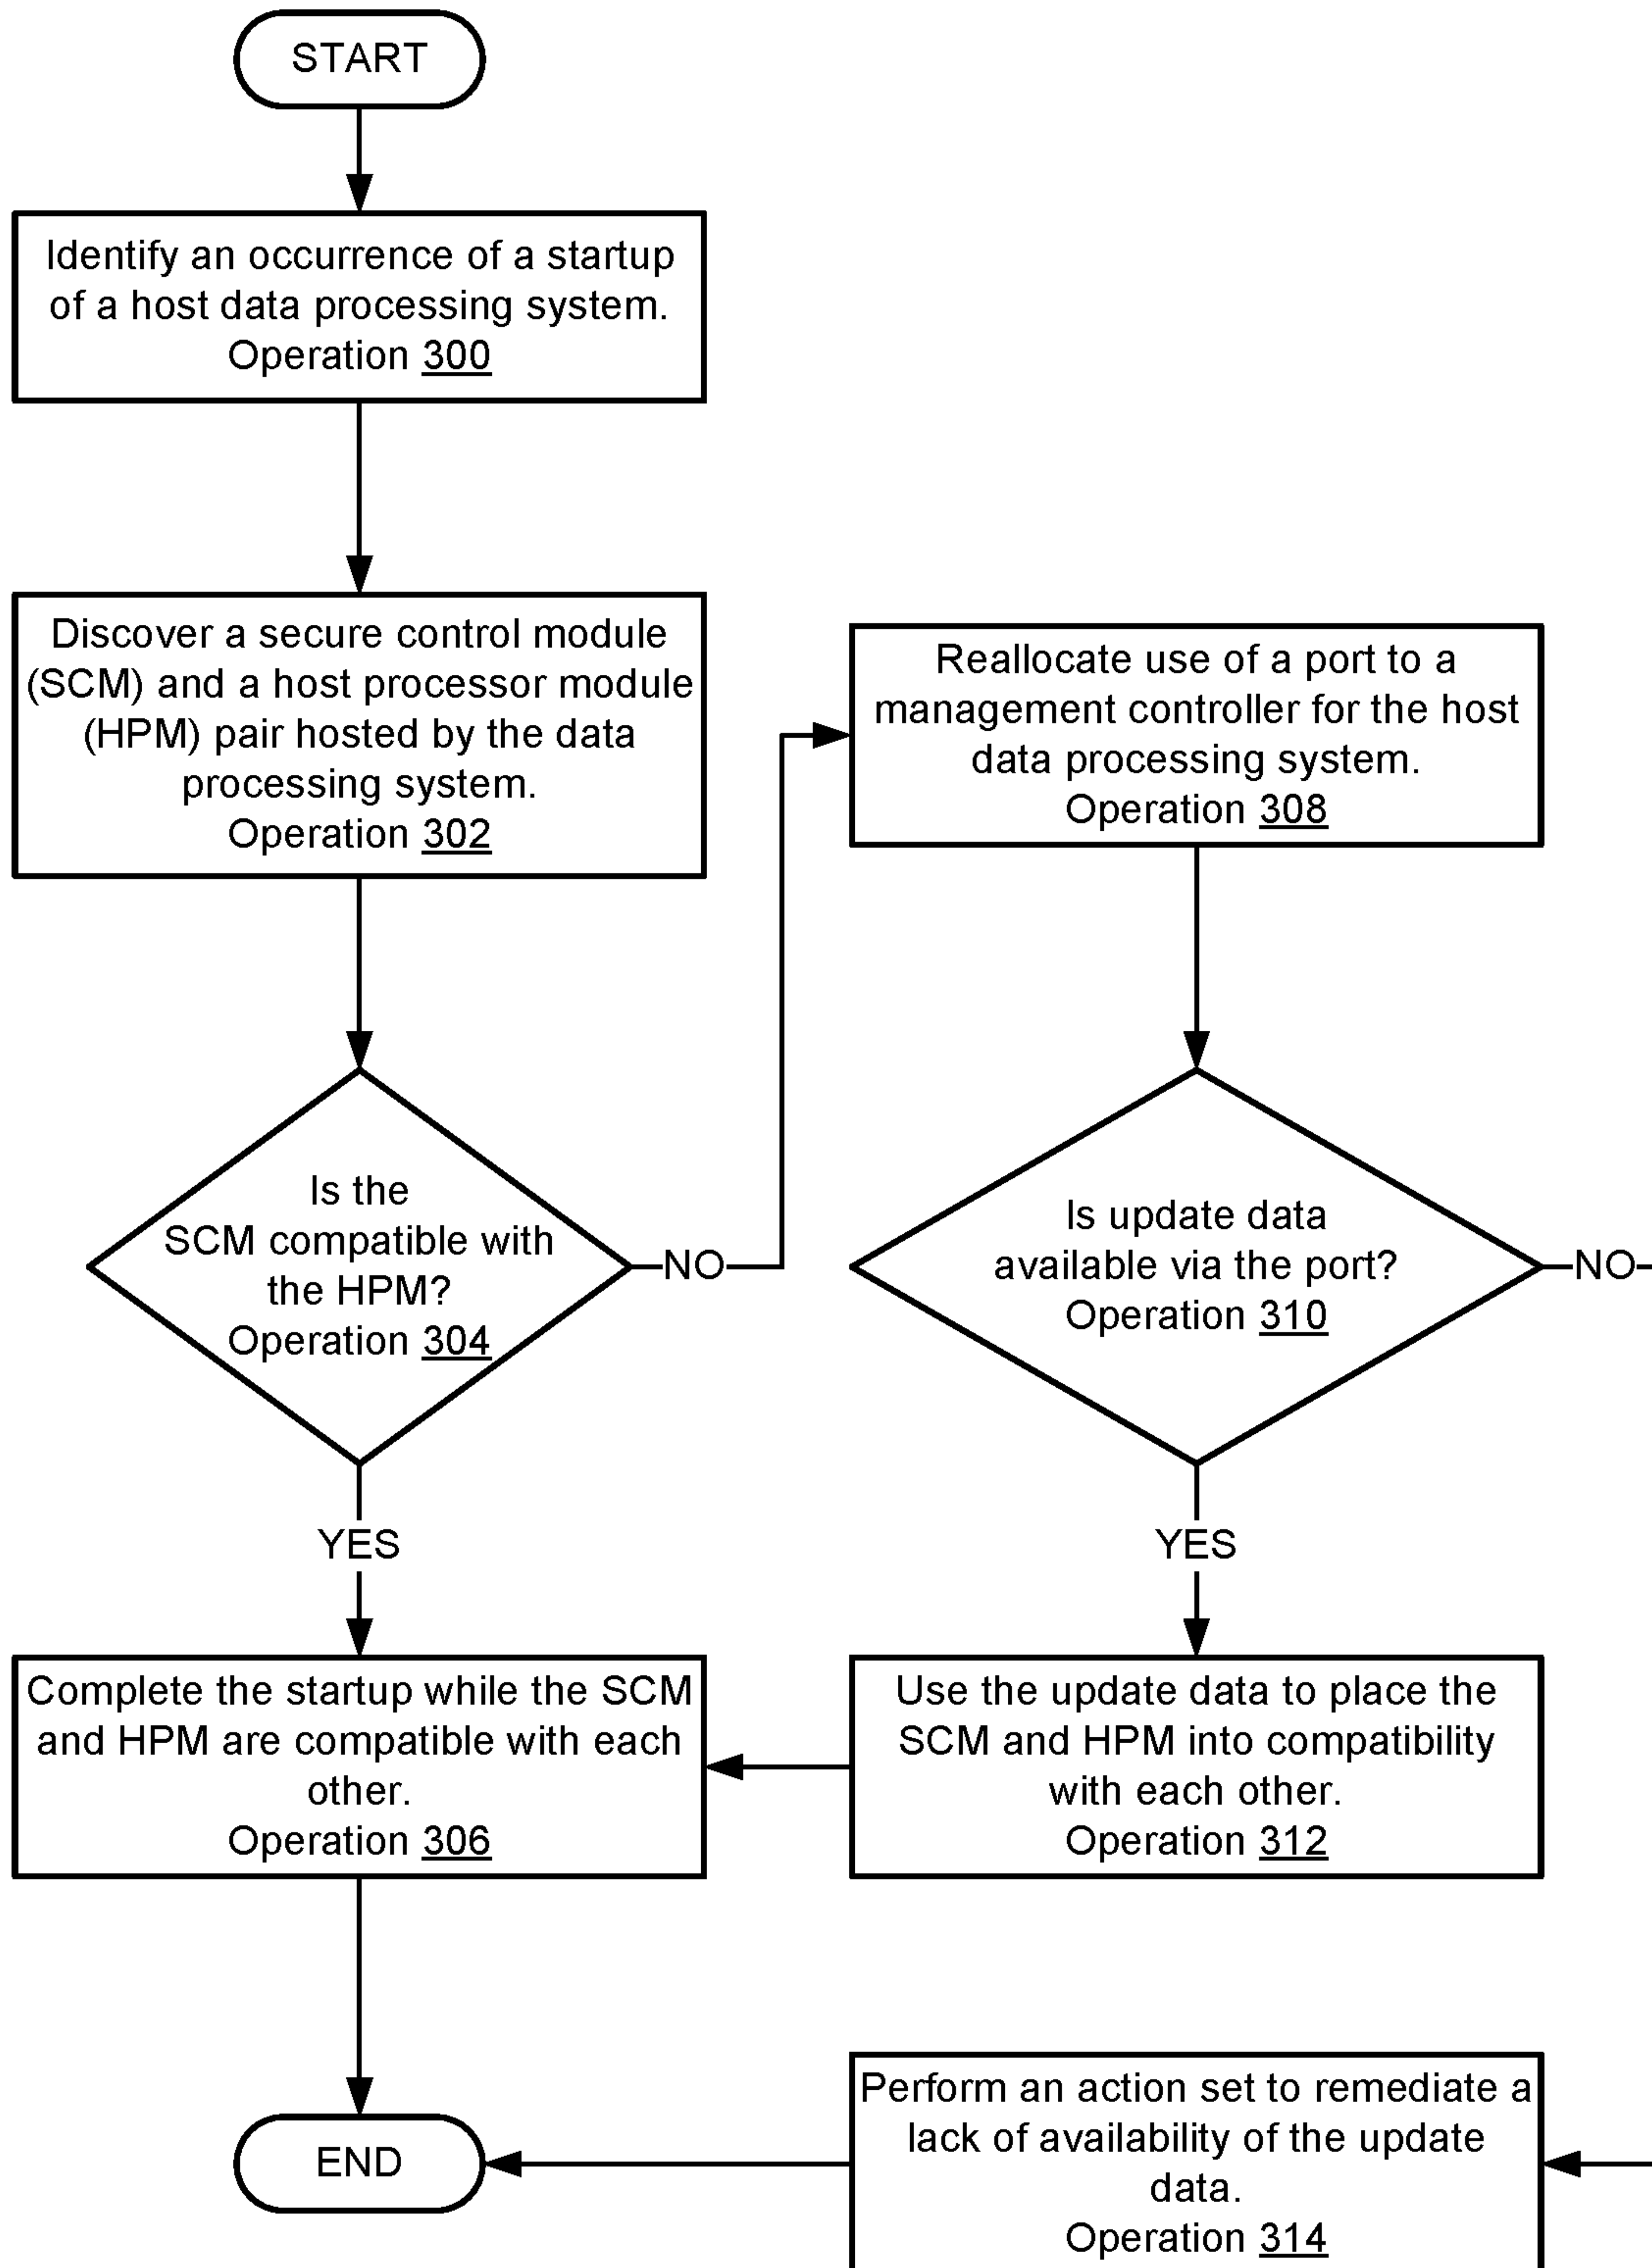 START
Identify an occurrence of a startup
of a host data processing system.
Operation 300
Discover a secure control module
(SCM) and a host processor module
(HPM) pair hosted by the data
processing system.
Operation 302
Is the
SCM compatible with
the HPM?
Operation 304
NO
YES
Complete the startup while the SCM
and HPM are compatible with each
other.
Operation 306
END
Reallocate use of a port to a
management controller for the host
data processing system.
Operation 308
Is update data
available via the port?
Operation 310
NO
YES
Use the update data to place the
SCM and HPM into compatibility
with each other.
Operation 312
Perform an action set to remediate a
lack of availability of the update
data.
Operation 314